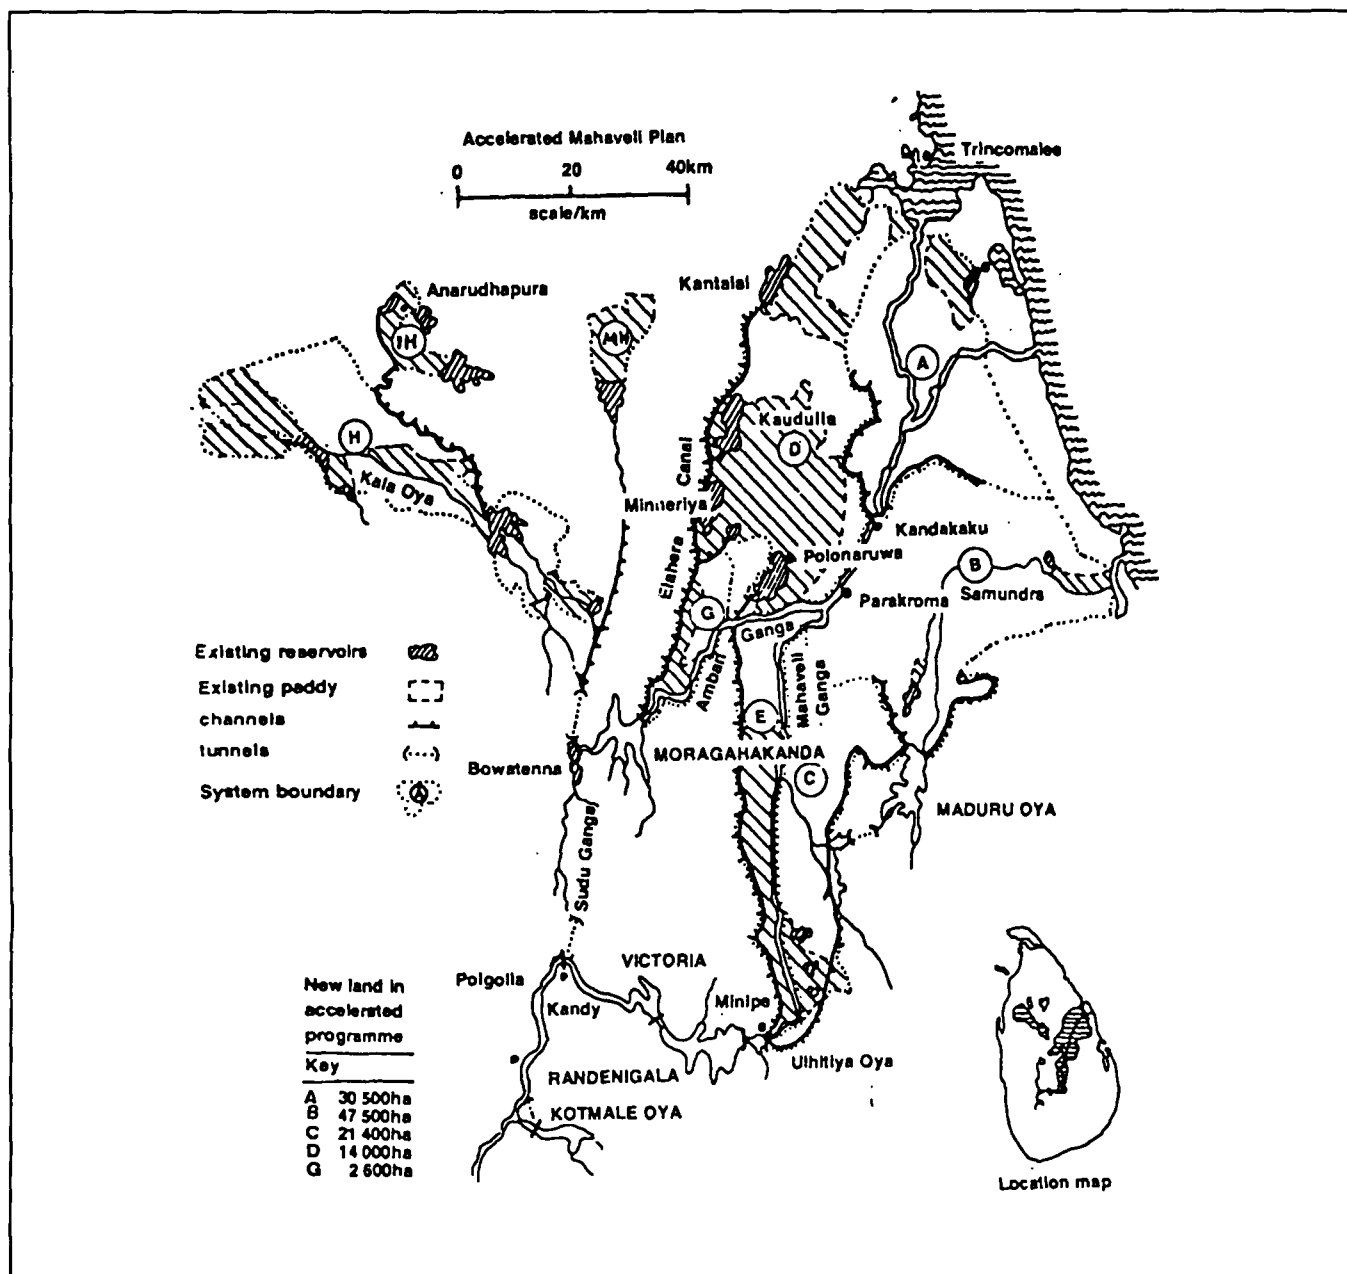 Accelerated Mahaveli Plan
0 20 40km
scale/km
Trincomalee
Anarudhapura
Kantalai
IH
MH
A
H
Kaudulla
D
Kala Oya
Elahera Canal
Minneriya
Kandakaku
Polonaruwa
B
Parakroma
Samundra
G
Ganga
Amban
Existing reservoirs
Existing paddy
channels
tunnels
System boundary
A
E
Mahaveli
Ganga
MORAGAHAKANDA
Bowatenna
C
MADURU OYA
Sudu Ganga
VICTORIA
Polgolla
Kandy
Minipe
Ulhitiya Oya
RANDENIGALA
KOTMALE OYA
New land in
accelerated
programme
Key
A 30 500ha
B 47 500ha
C 21 400ha
D 14 000ha
G 2 600ha
Location map